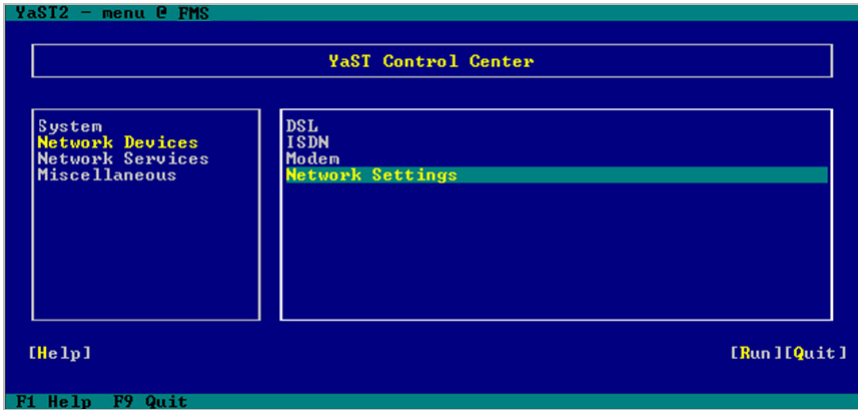 YaST2 - menu @ FMS
YaST Control Center
System
Network Devices
Network Services
Miscellaneous
DSL
ISDN
Modem
Network Settings
[Help]
[Run][Quit]
F1 Help F9 Quit